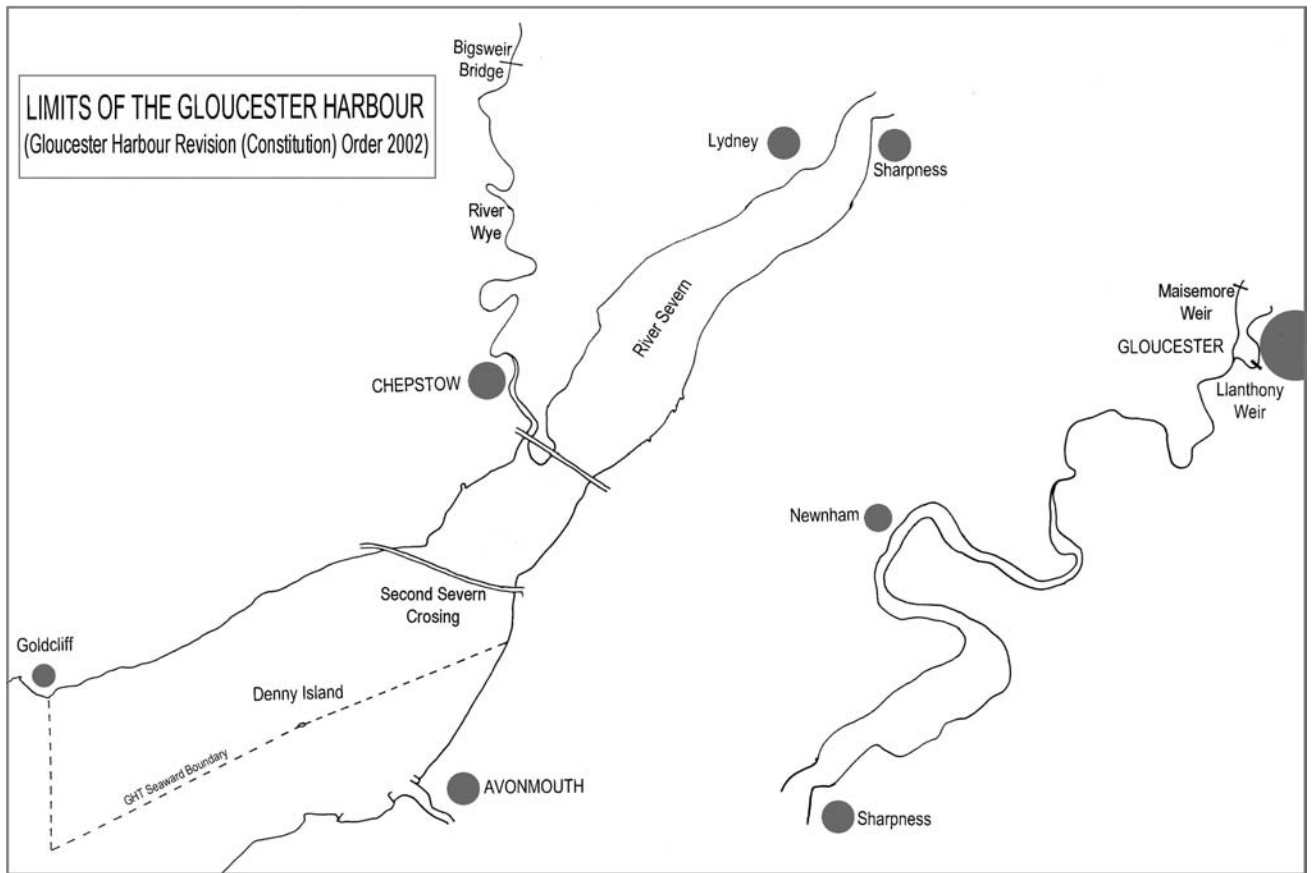 LIMITS OF THE GLOUCESTER HARBOUR
(Gloucester Harbour Revision (Constitution) Order 2002)
Bigsweir
Bridge
River
Wye
Lydney
Sharpness
River Severn
CHEPSTOW
Maisemore
Weir
GLOUCESTER
Llanthony
Weir
Newnham
Second Severn
Crossing
Goldcliff
Denny Island
GHT Seaward Boundary
AVONMOUTH
Sharpness